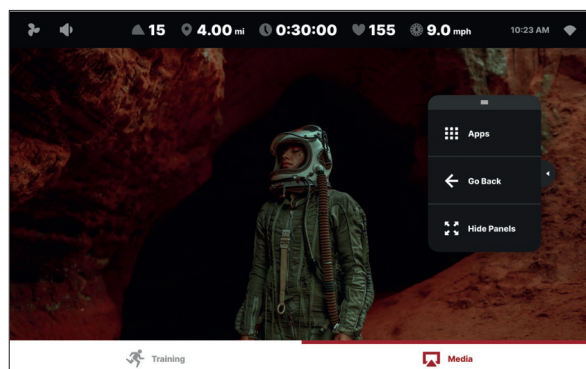 15 4.00 mi 0:30:00 155 9.0 mph 10:23 AM
Apps
Go Back
Hide Panels
Training Media